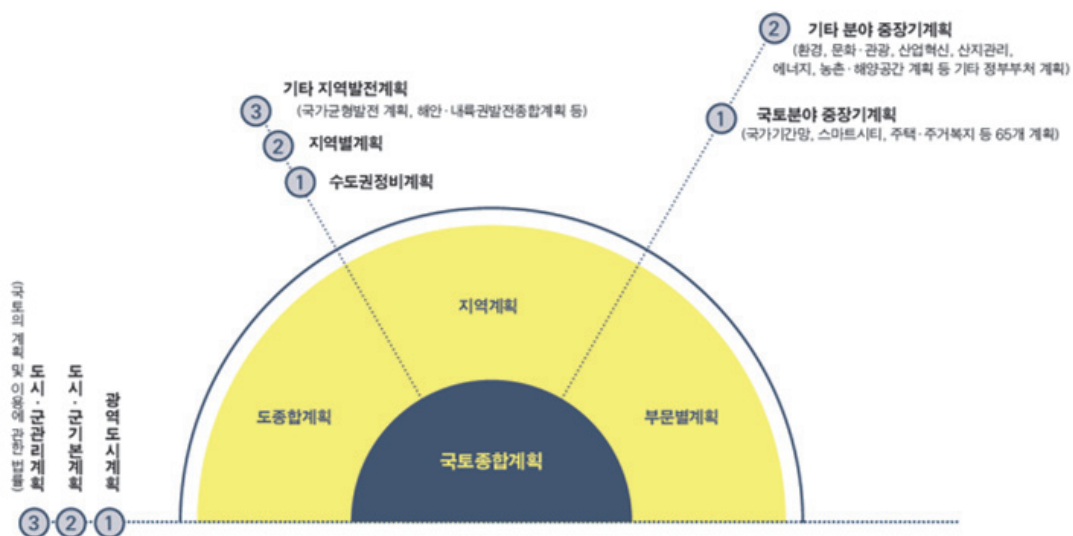 2 기타 분야 중장기계획
(환경, 문화·관광, 산업혁신, 산지관리,
에너지, 농촌·해양공간 계획 등 기타 정부부처 계획)
기타 지역발전계획
3 (국가균형발전 계획, 해안·내륙권발전종합계획 등)
1 국토분야 중장기계획
(국가기간망, 스마트시티, 주택·주거복지 등 65개 계획)
2 지역별계획
1 수도권정비계획
지역계획
도종합계획
부문별계획
국토종합계획
(국토의 계획 및 이용에 관한 법률)
도시·군관리계획
3
도시·군기본계획
2
광역도시계획
1